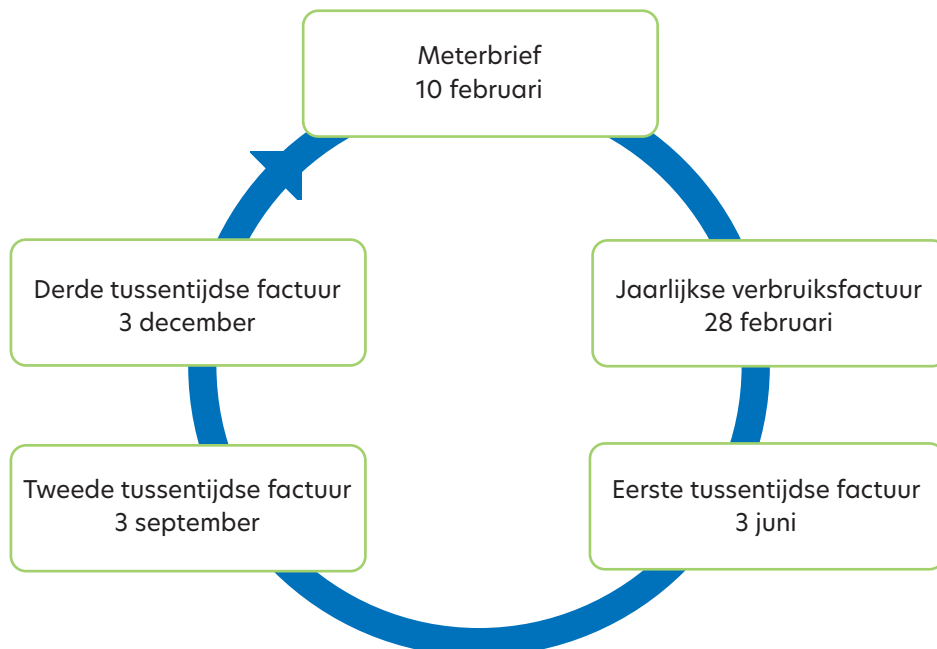 Meterbrief
10 februari
Jaarlijkse verbruiksfactuur
28 februari
Eerste tussentijdse factuur
3 juni
Tweede tussentijdse factuur
3 september
Derde tussentijdse factuur
3 december